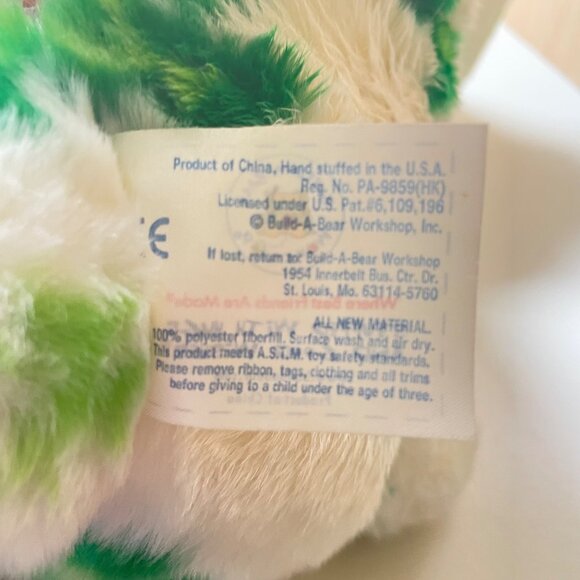 Product of China, Hand stuffed in the U.S.A.
Reg. No. PA-9859(HK)
Licensed under U.S. Pat.#6,109,196
© Build-A-Bear Workshop, Inc.
CE
If lost, return to: Build-A-Bear Workshop
1954 Innerbelt Bus. Ctr. Dr.
St. Louis, Mo. 63114-5760
Where Best Friends Are Made
ALL NEW MATERIAL.
100% polyester fiberfill. Surface wash and air dry.
This product meets A.S.T.M. toy safety standards.
Please remove ribbon, tags, clothing and all trims
before giving to a child under the age of three.
Product of China